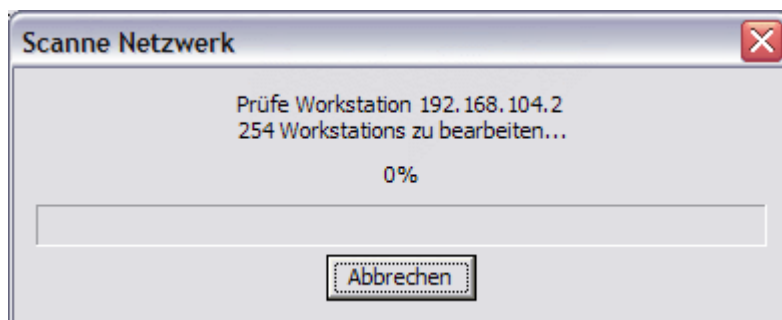 Scanne Netzwerk
Prüfe Workstation 192.168.104.2
254 Workstations zu bearbeiten...
0%
Abbrechen